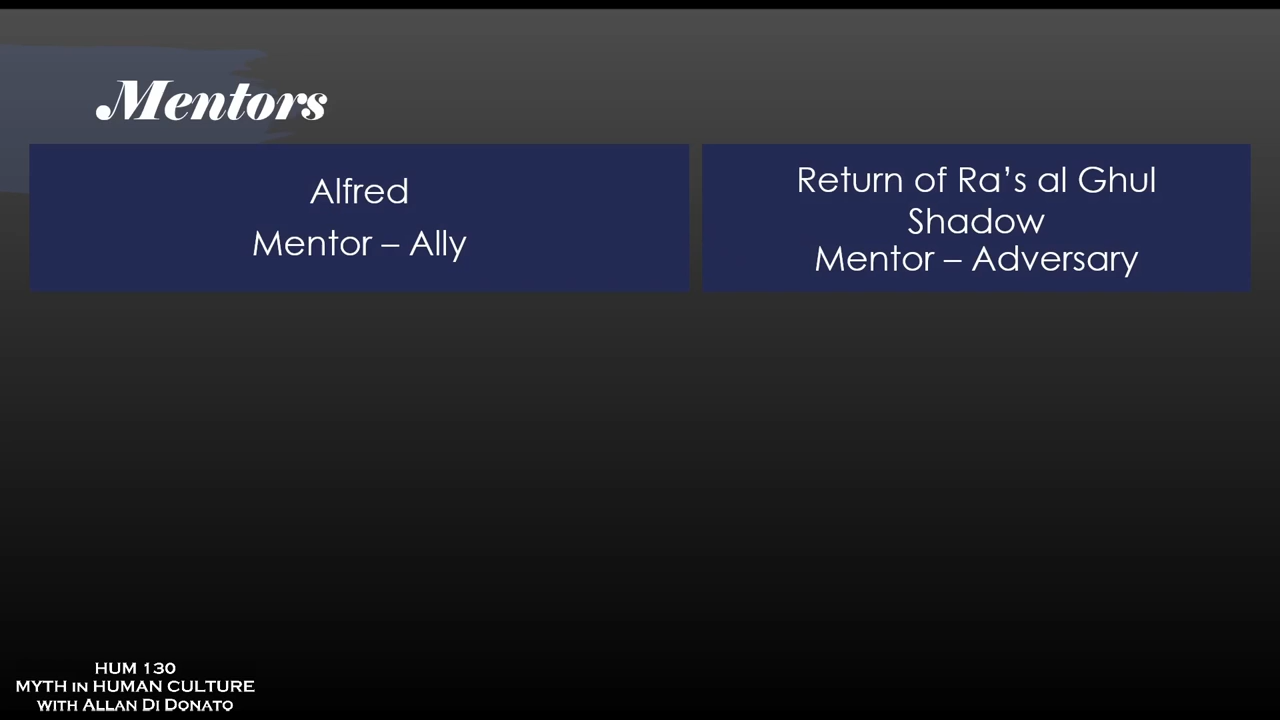 Mentors
Alfred
Mentor – Ally
Return of Ra’s al Ghul
Shadow
Mentor – Adversary
HUM 130
MYTH IN HUMAN CULTURE
WITH ALLAN DI DONATO